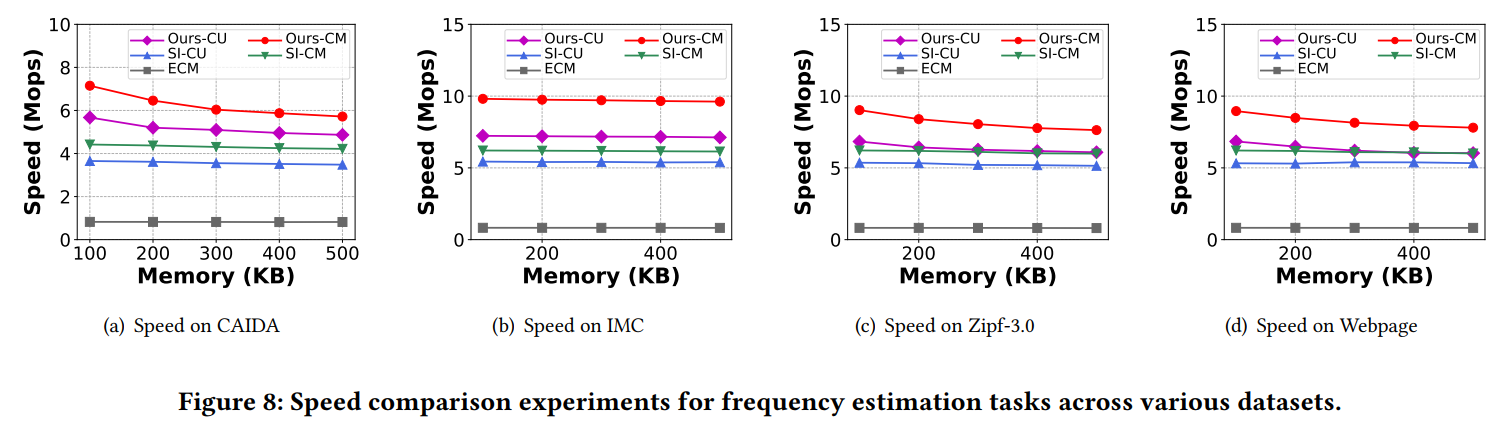 Speed (Mops)
10
8
6
4
2
0
Ours-CU
Ours-CM
SI-CU
SI-CM
ECM
100 200 300 400 500
Memory (KB)
(a) Speed on CAIDA
Speed (Mops)
15
10
5
0
Ours-CU
Ours-CM
SI-CU
SI-CM
ECM
200 400
Memory (KB)
(b) Speed on IMC
Speed (Mops)
15
10
5
0
Ours-CU
Ours-CM
SI-CU
SI-CM
ECM
200 400
Memory (KB)
(c) Speed on Zipf-3.0
Speed (Mops)
15
10
5
0
Ours-CU
Ours-CM
SI-CU
SI-CM
ECM
200 400
Memory (KB)
(d) Speed on Webpage
Figure 8: Speed comparison experiments for frequency estimation tasks across various datasets.